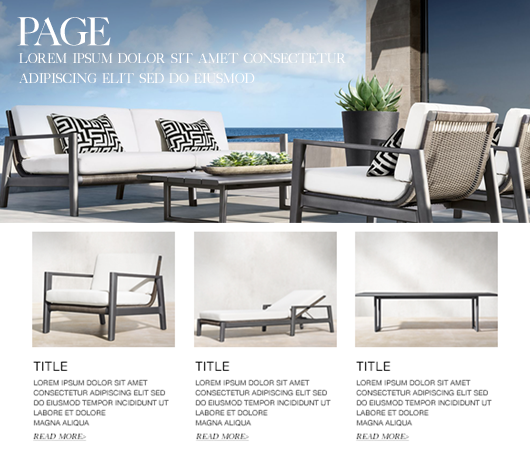 PAGE
LOREM IPSUM DOLOR SIT AMET CONSECTETUR
ADIPISCING ELIT SED DO EIUSMOD
TITLE
LOREM IPSUM DOLOR SIT AMET
CONSECTETUR ADIPISCING ELIT SED
DO EIUSMOD TEMPOR INCIDIDUNT UT
LABORE ET DOLORE
MAGNA ALIQUA
READ MORE>
TITLE
LOREM IPSUM DOLOR SIT AMET
CONSECTETUR ADIPISCING ELIT SED
DO EIUSMOD TEMPOR INCIDIDUNT UT
LABORE ET DOLORE
MAGNA ALIQUA
READ MORE>
TITLE
LOREM IPSUM DOLOR SIT AMET
CONSECTETUR ADIPISCING ELIT SED
DO EIUSMOD TEMPOR INCIDIDUNT UT
LABORE ET DOLORE
MAGNA ALIQUA
READ MORE>